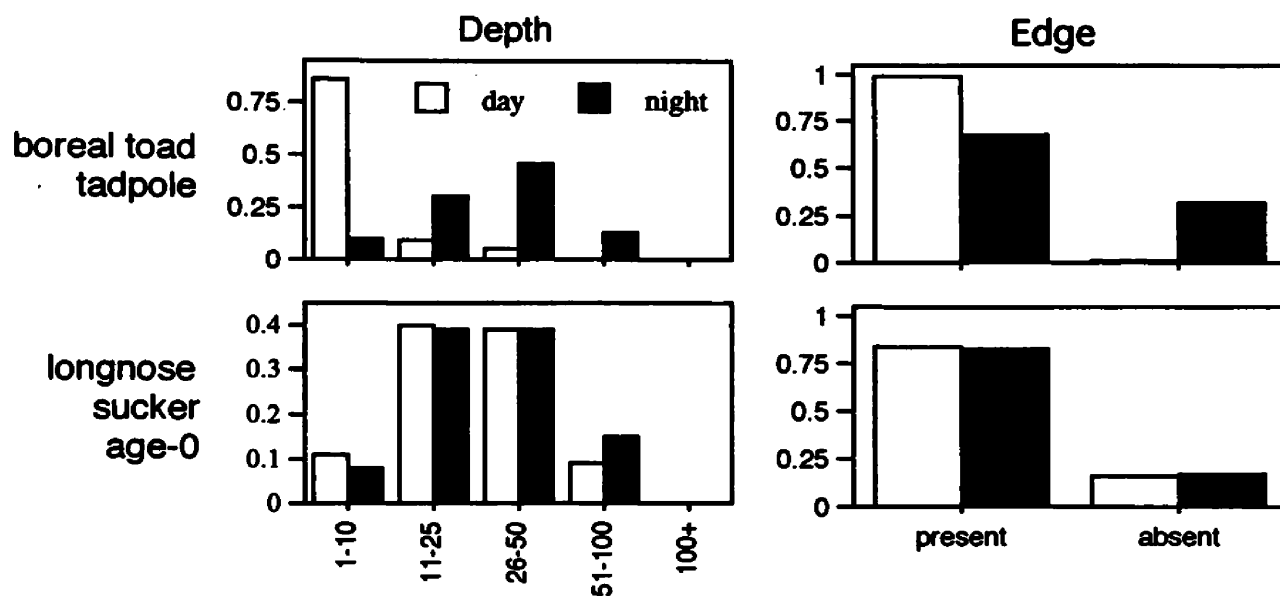 Depth
Edge
boreal toad
tadpole
0.75
0.5
0.25
0
day
night
1
0.75
0.5
0.25
0
longnose
sucker
age-0
0.4
0.3
0.2
0.1
0
1-10
11-25
26-50
51-100
100+
1
0.75
0.5
0.25
0
present
absent